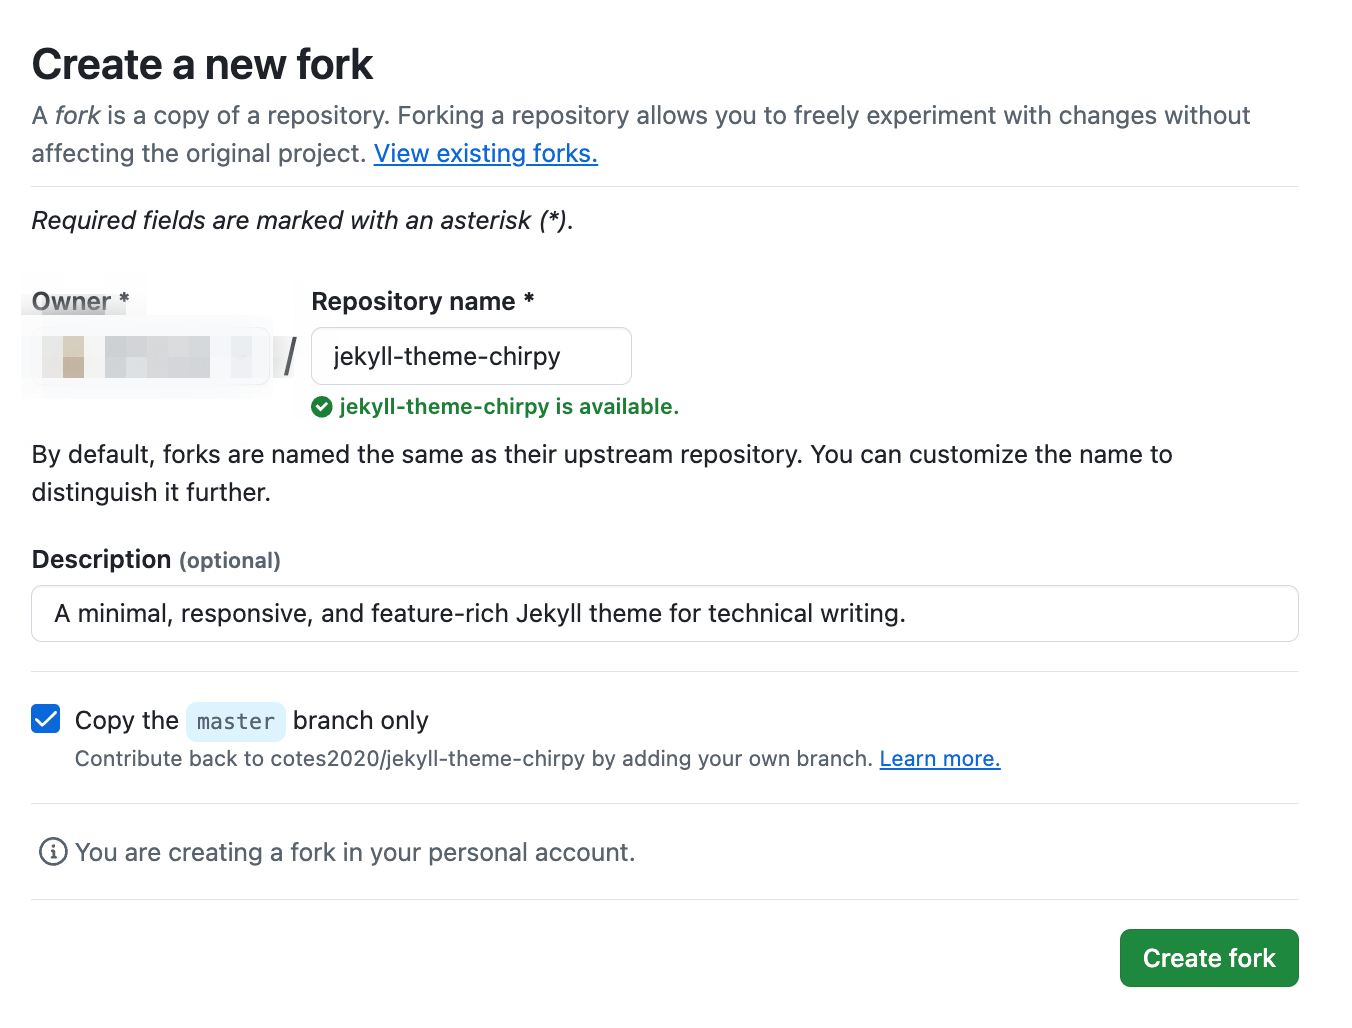 Create a new fork
A fork is a copy of a repository. Forking a repository allows you to freely experiment with changes without
affecting the original project. View existing forks.
Required fields are marked with an asterisk (*).
Owner *
Repository name *
/
jekyll-theme-chirpy
jekyll-theme-chirpy is available.
By default, forks are named the same as their upstream repository. You can customize the name to
distinguish it further.
Description (optional)
A minimal, responsive, and feature-rich Jekyll theme for technical writing.
Copy the master branch only
Contribute back to cotes2020/jekyll-theme-chirpy by adding your own branch. Learn more.
You are creating a fork in your personal account.
Create fork